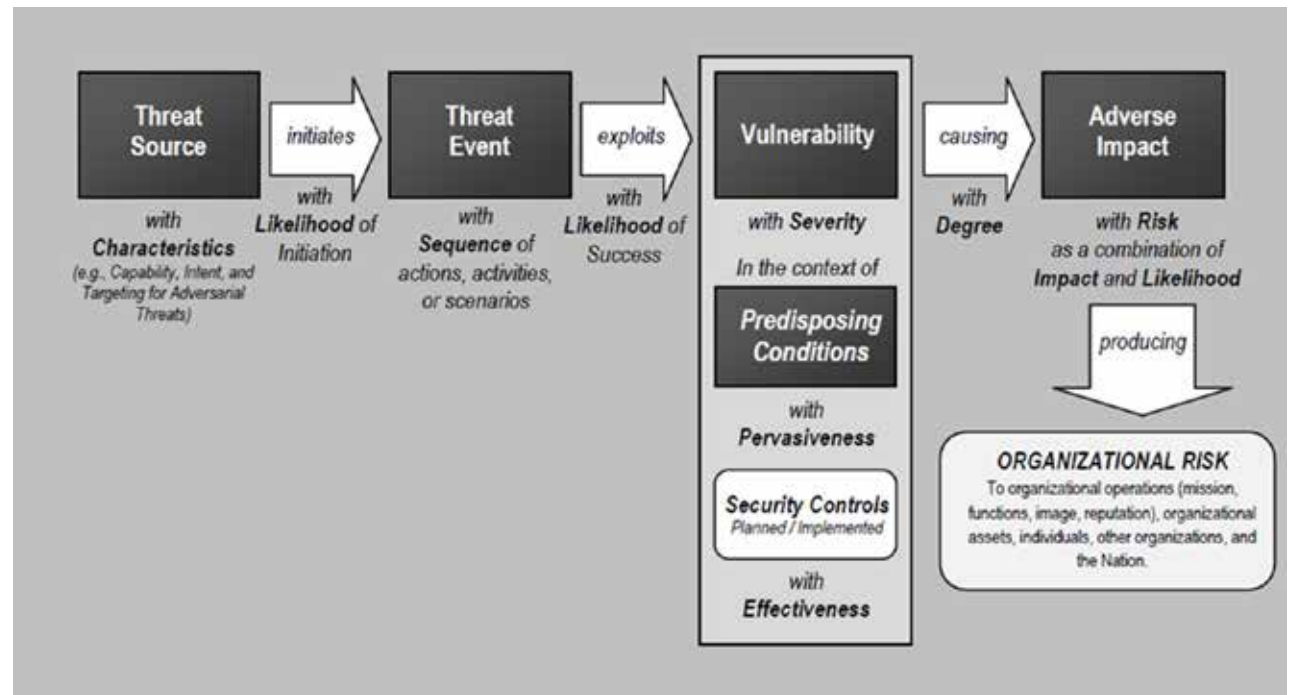 Threat
Source
initiates
Threat
Event
exploits
Vulnerability
causing
Adverse
Impact
with
Characteristics
(e.g., Capability, Intent, and
Targeting for Adversarial
Threats)
with
Likelihood of
Initiation
with
Sequence of
actions, activities,
or scenarios
with
Likelihood of
Success
with Severity
In the context of
Predisposing
Conditions
with
Pervasiveness
Security Controls
Planned / Implemented
with
Effectiveness
with
Degree
with Risk
as a combination of
Impact and Likelihood
producing
ORGANIZATIONAL RISK
To organizational operations (mission,
functions, image, reputation), organizational
assets, individuals, other organizations, and
the Nation.